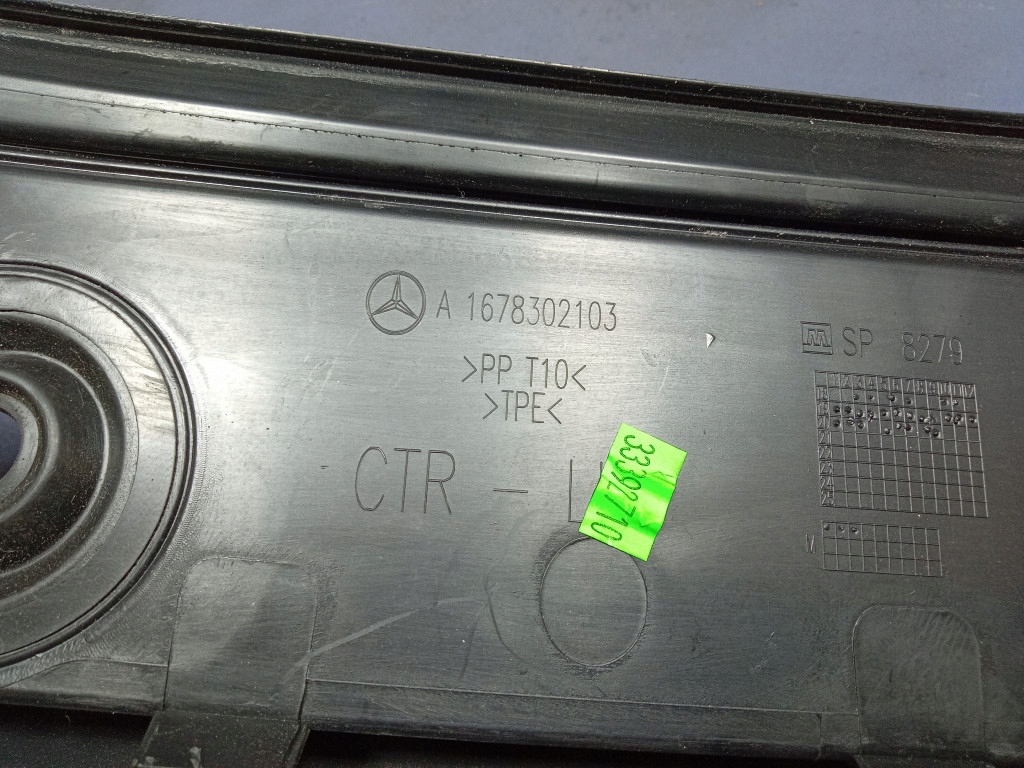 A 1678302103
>PP T10<
>TPE<
CTR -
33392710
SP 8279